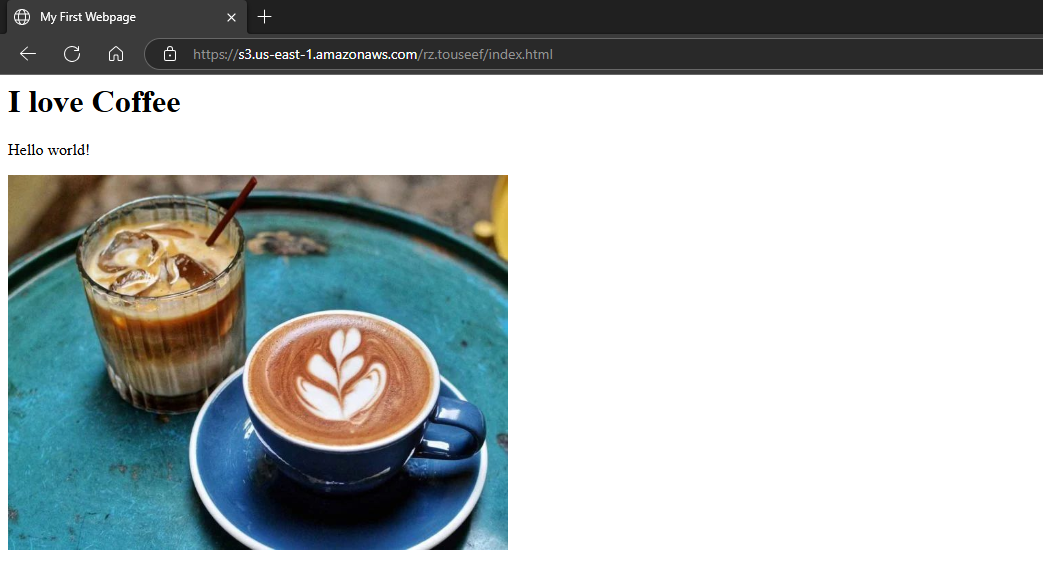 My First Webpage
https://s3.us-east-1.amazonaws.com/rz.touseef/index.html
I love Coffee
Hello world!